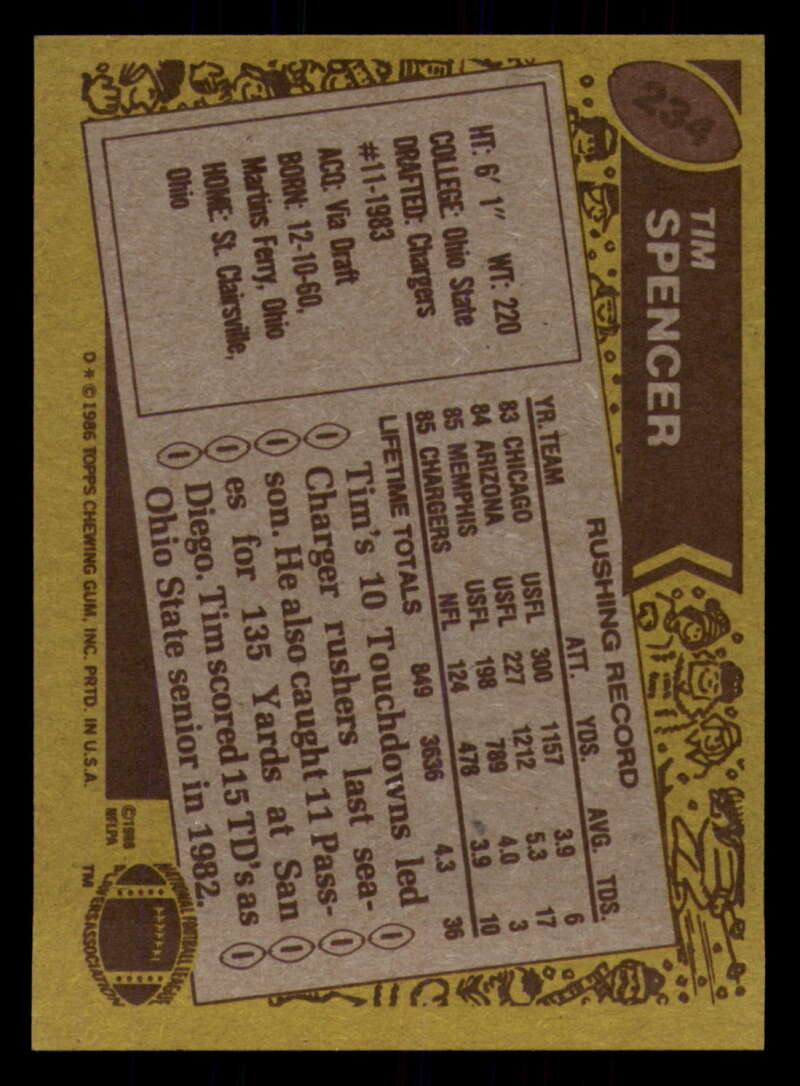 234
TIM
SPENCER
HT: 6' 1" WT: 220
COLLEGE: Ohio State
DRAFTED: Chargers
#11-1983
ACQ: Via Draft
BORN: 12-10-60,
Martins Ferry, Ohio
HOME: St. Clairsville,
Ohio
RUSHING RECORD
YR. TEAM ATT. YDS. AVG. TDS.
83 CHICAGO USFL 300 1157 3.9 6
84 ARIZONA USFL 227 1212 5.3 17
85 MEMPHIS USFL 198 789 4.0 3
85 CHARGERS NFL 124 478 3.9 10
LIFETIME TOTALS 849 3636 4.3 36
Tim's 10 Touchdowns led
Charger rushers last sea-
son. He also caught 11 Pass-
es for 135 Yards at San
Diego. Tim scored 15 TD's as
Ohio State senior in 1982.
D * © 1986 TOPPS CHEWING GUM, INC. PRTD. IN U.S.A.
© 1986
NFLPA
NATIONAL FOOTBALL LEAGUE
PLAYERS ASSOCIATION
TM